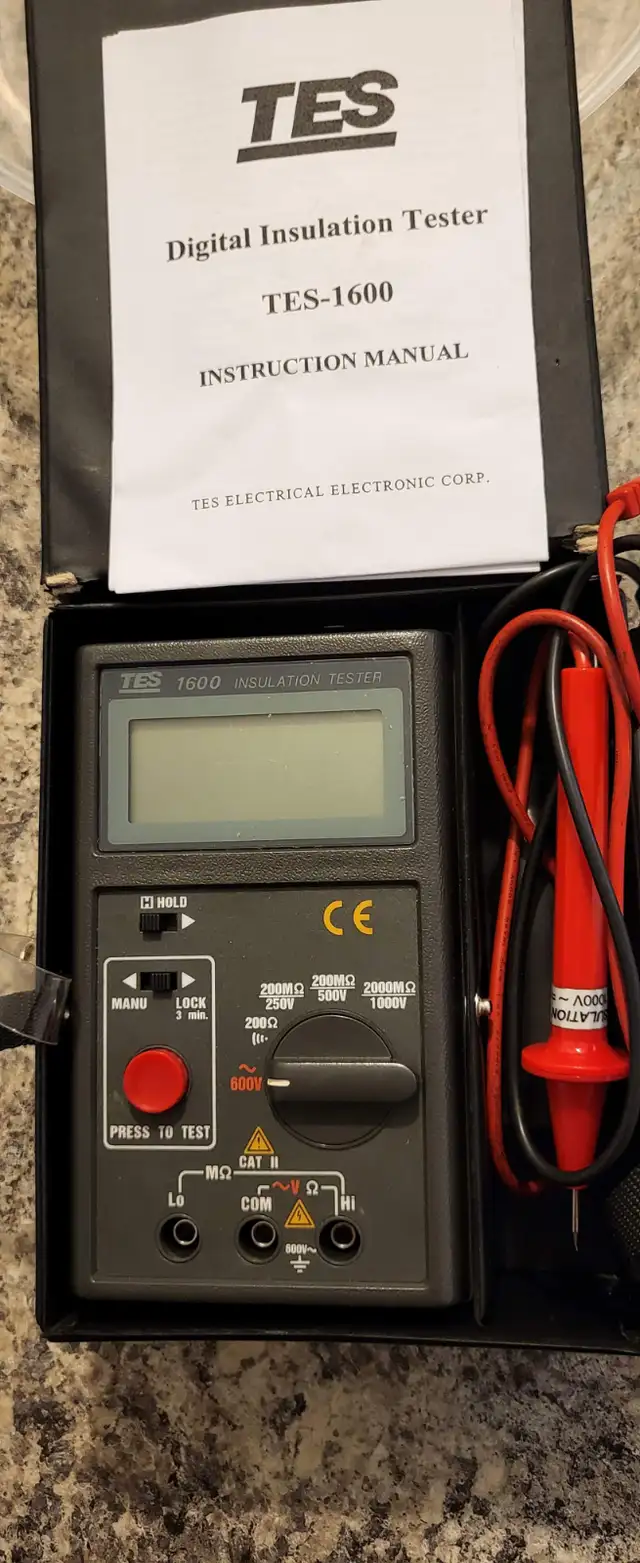 TES
Digital Insulation Tester
TES-1600
INSTRUCTION MANUAL
TES ELECTRICAL ELECTRONIC CORP.
TES 1600 INSULATION TESTER
H HOLD
CE
MANU LOCK
3 min.
PRESS TO TEST
200MΩ
250V
200MΩ
500V
2000MΩ
1000V
200Ω
~
600V
CAT II
MΩ
Lo
COM
~V Ω
Hi
600V~
1000V ~